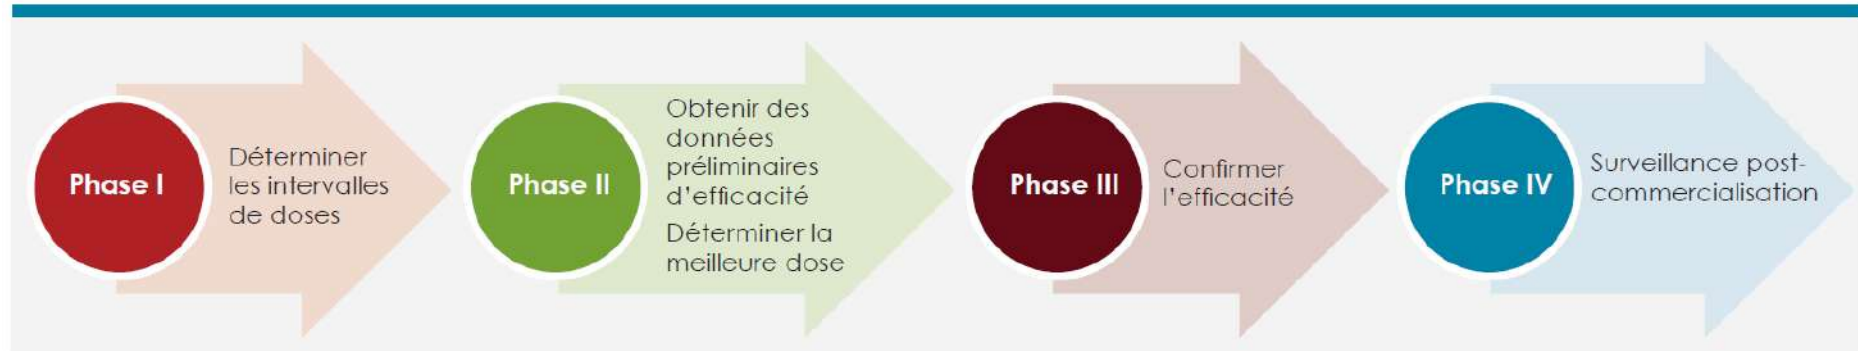 Phase I
Déterminer
les intervalles
de doses
Phase II
Obtenir des
données
préliminaires
d'efficacité
Déterminer la
meilleure dose
Phase III
Confirmer
l'efficacité
Phase IV
Surveillance post-
commercialisation